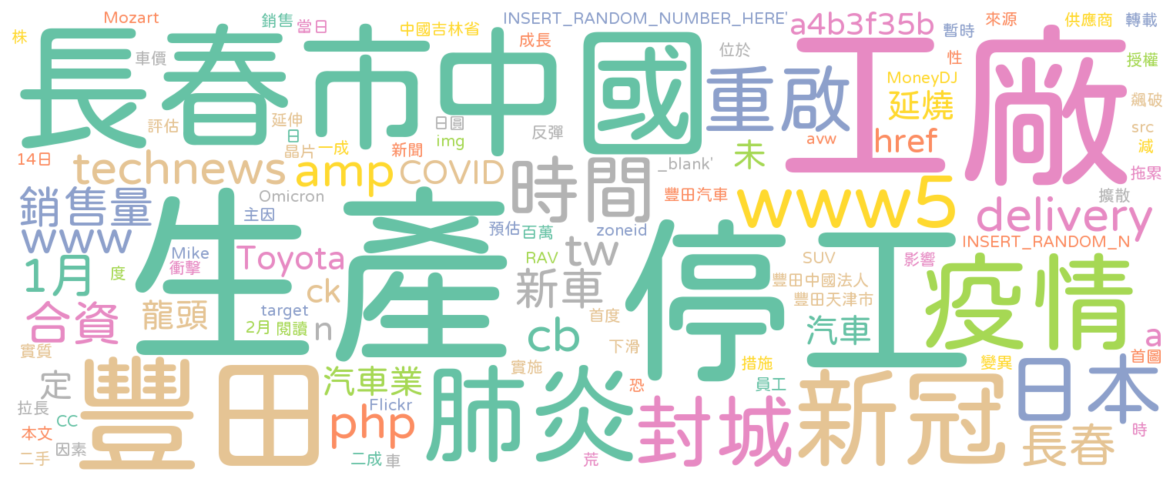 Mozart
銷售
當日
中國吉林省
INSERT_RANDOM_NUMBER_HERE'
成長
a4b3f35b
暫時
來源
供應商
轉載
株
車價
長春市
中國
位於
重啟
工廠
性
授權
MoneyDJ
延燒
飆破
評估
延伸
日
日圓
反彈
img
晶片
一成
新聞
14日
avw
href
src
減
technews
amp
COVID
時間
_blank'
未
拖累
Omicron
豐田汽車
www5
擴散
銷售量
主因
預估
百萬
zoneid
delivery
www
生產
停工
INSERT_RANDOM_N
Mike
衝擊
Toyota
RAV
tw
SUV
影響
疫情
1月
度
新車
豐田中國法人
豐田天津市
龍頭
ck
target
2月
閱讀
n
cb
首度
汽車
a
合資
實質
下滑
變異
首圖
定
豐田
汽車業
肺炎
實施
恐
措施
員工
新冠
日本
拉長
CC
Flickr
php
封城
本文
因素
二手
二成
車
荒
長春
時